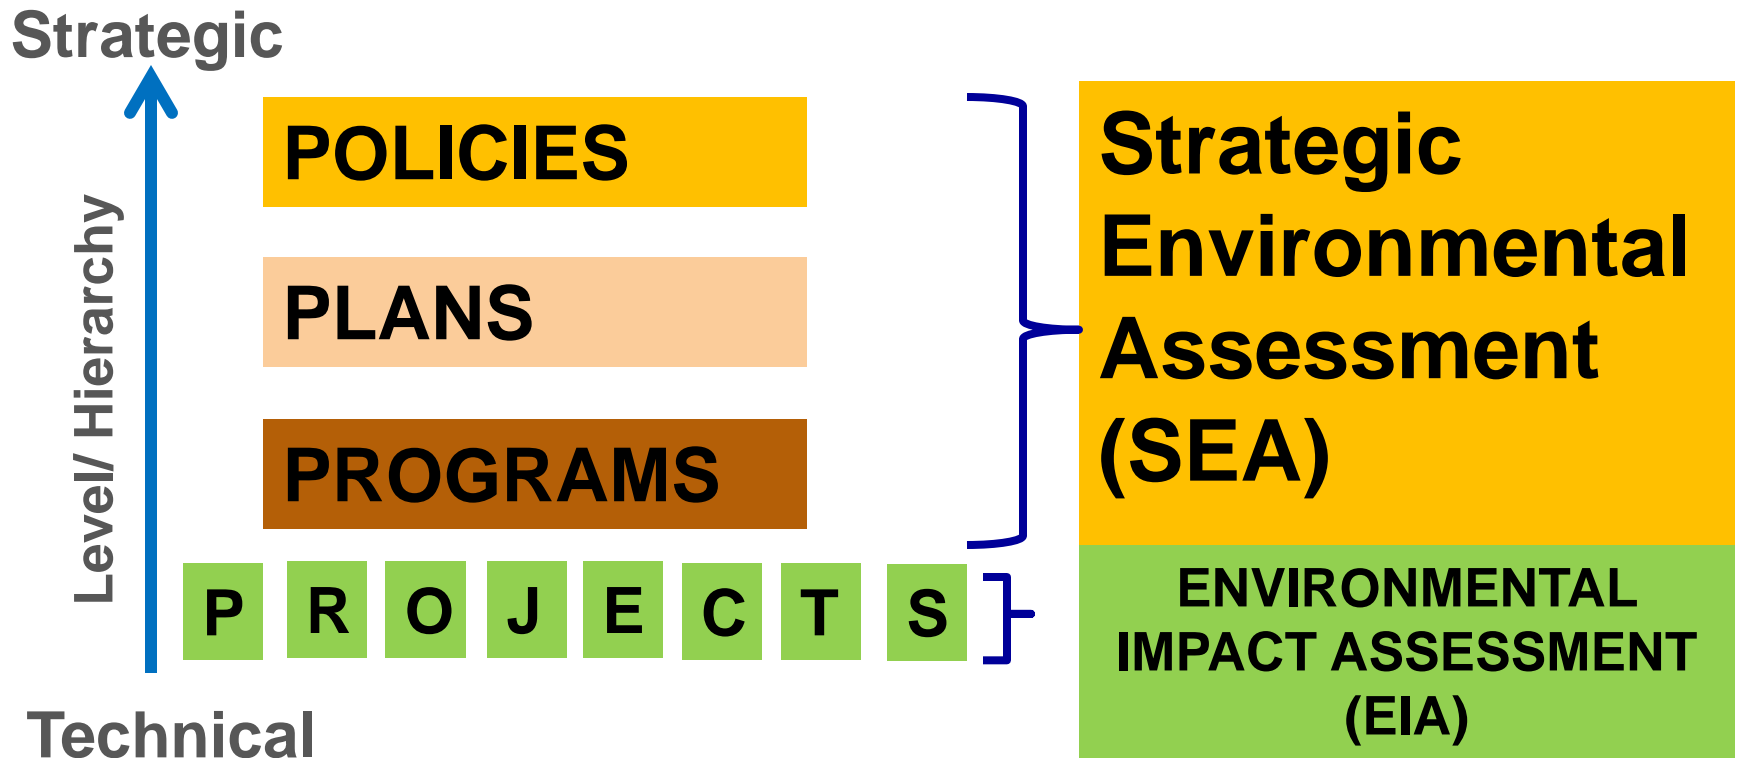 Strategic
Level/ Hierarchy
POLICIES
PLANS
PROGRAMS
P R O J E C T S
Technical
Strategic
Environmental
Assessment
(SEA)
ENVIRONMENTAL
IMPACT ASSESSMENT
(EIA)